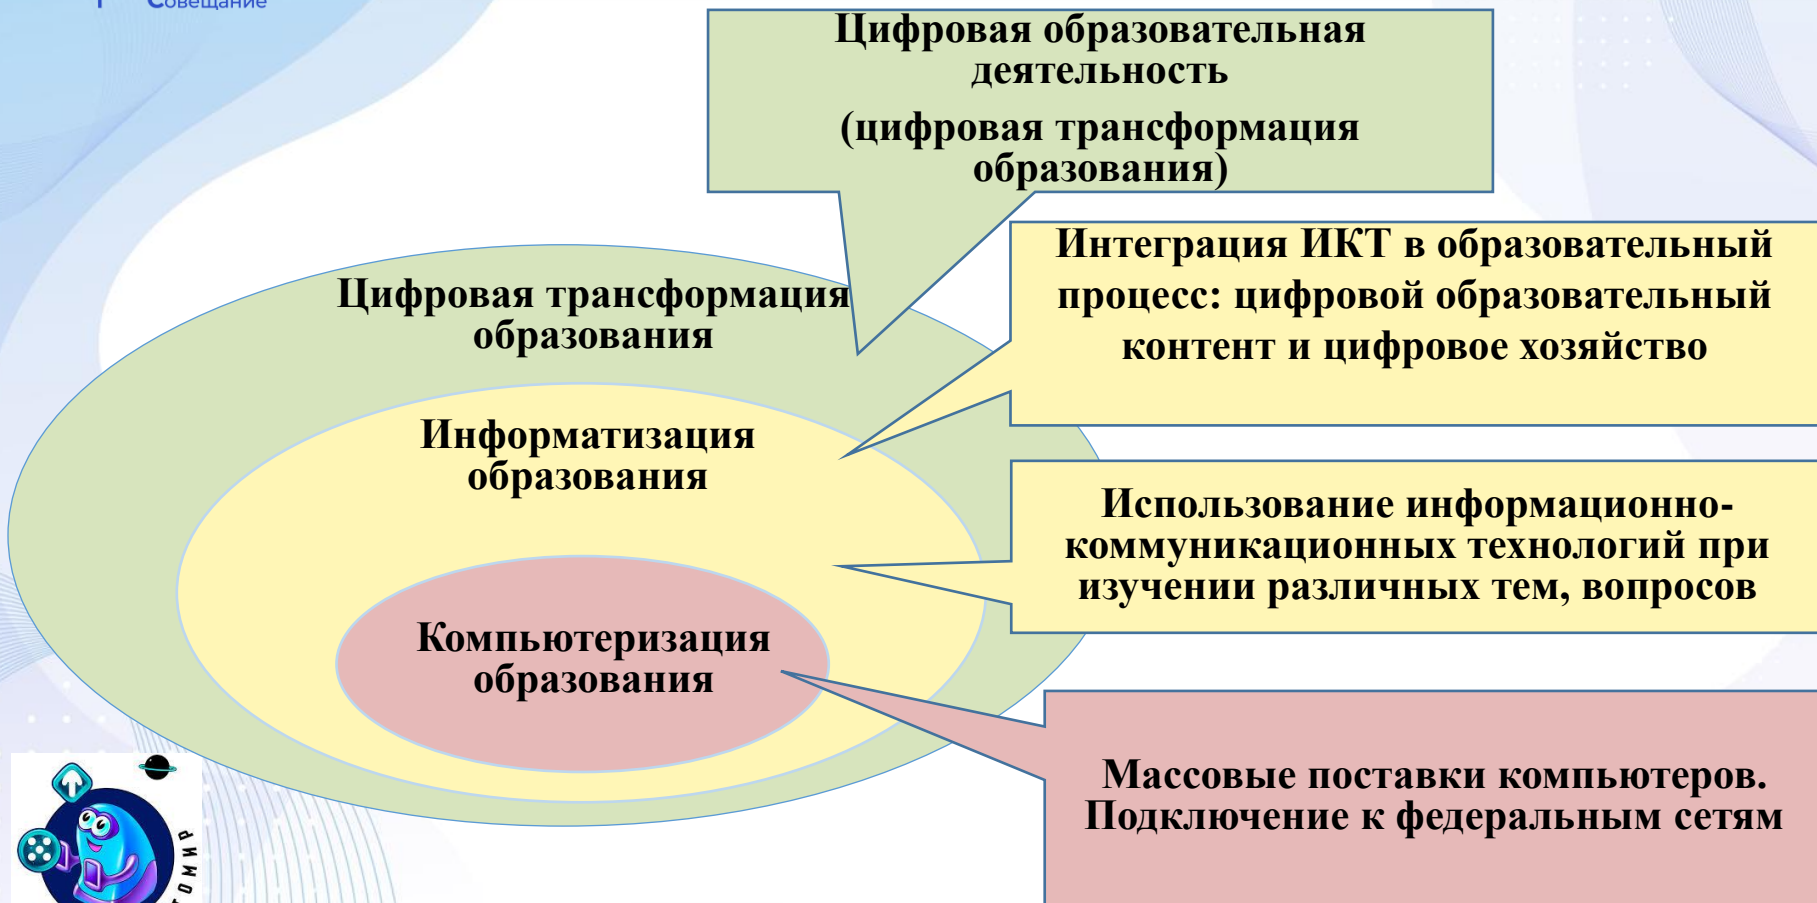 Совещание
Цифровая образовательная
деятельность
(цифровая трансформация
образования)
Интеграция ИКТ в образовательный
процесс: цифровой образовательный
контент и цифровое хозяйство
Цифровая трансформация
образования
Информатизация
образования
Использование информационно-
коммуникационных технологий при
изучении различных тем, вопросов
Компьютеризация
образования
Массовые поставки компьютеров.
Подключение к федеральным сетям